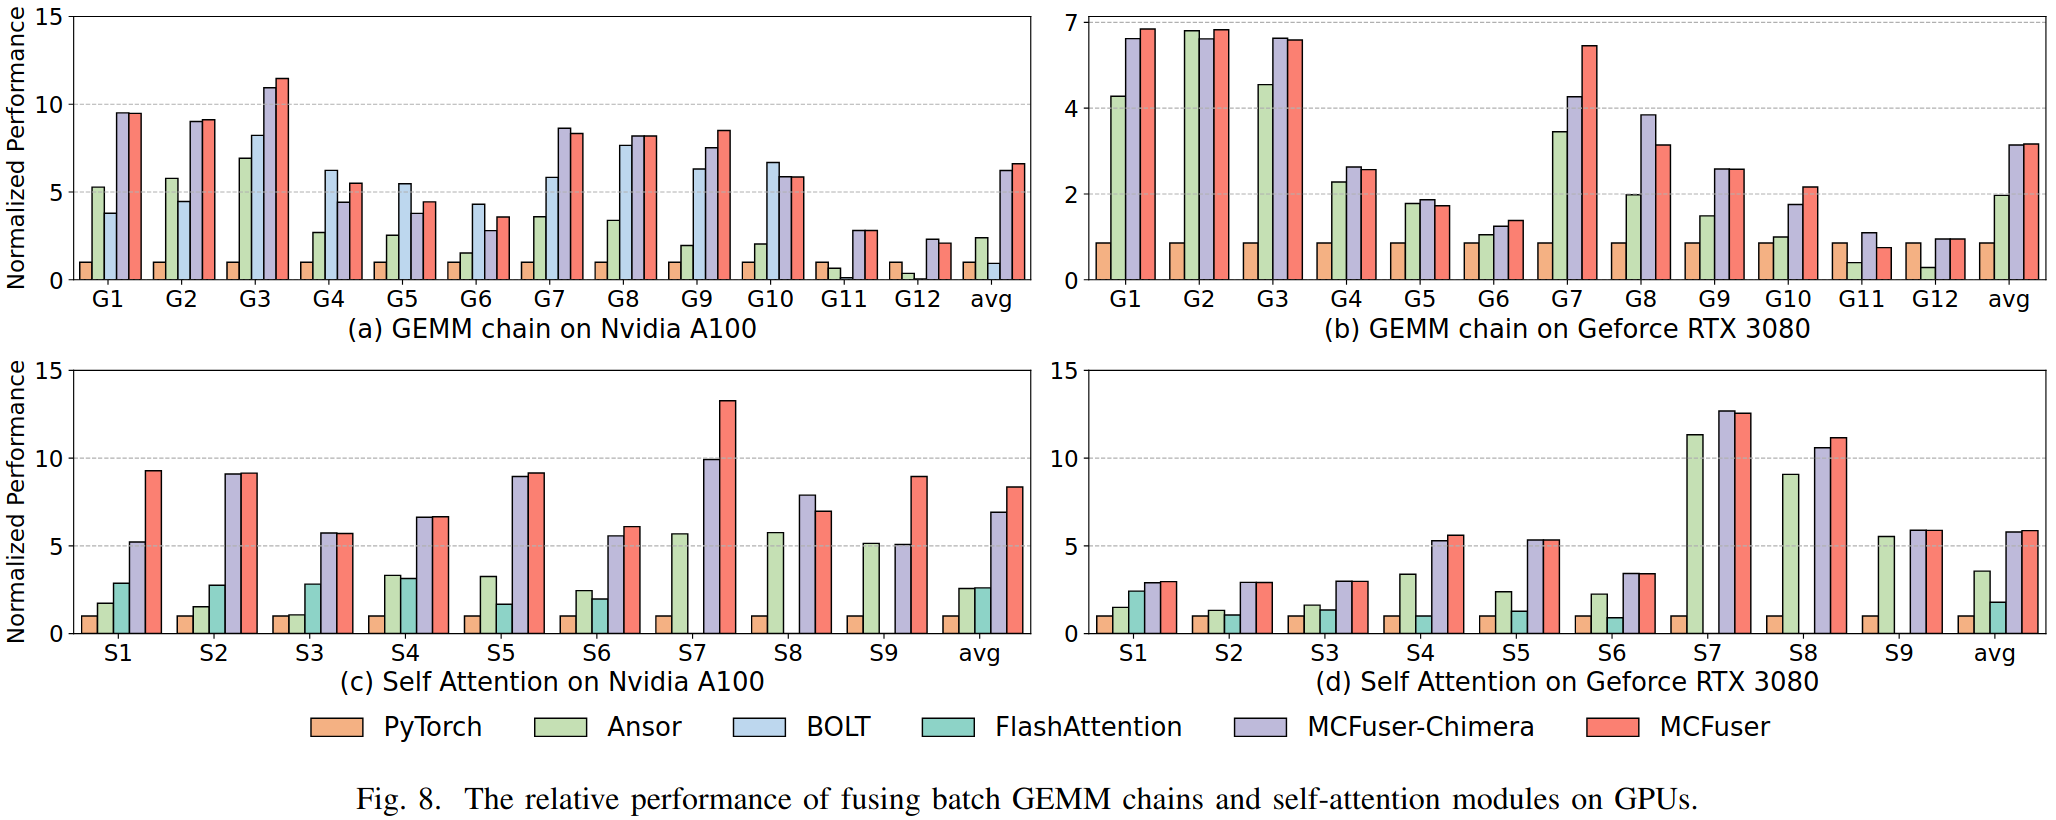 Normalized Performance
15
10
5
0
G1 G2 G3 G4 G5 G6 G7 G8 G9 G10 G11 G12 avg
(a) GEMM chain on Nvidia A100
7
4
2
0
G1 G2 G3 G4 G5 G6 G7 G8 G9 G10 G11 G12 avg
(b) GEMM chain on Geforce RTX 3080
Normalized Performance
15
10
5
0
S1 S2 S3 S4 S5 S6 S7 S8 S9 avg
(c) Self Attention on Nvidia A100
15
10
5
0
S1 S2 S3 S4 S5 S6 S7 S8 S9 avg
(d) Self Attention on Geforce RTX 3080
PyTorch Ansor BOLT FlashAttention MCFuser-Chimera MCFuser
Fig. 8. The relative performance of fusing batch GEMM chains and self-attention modules on GPUs.